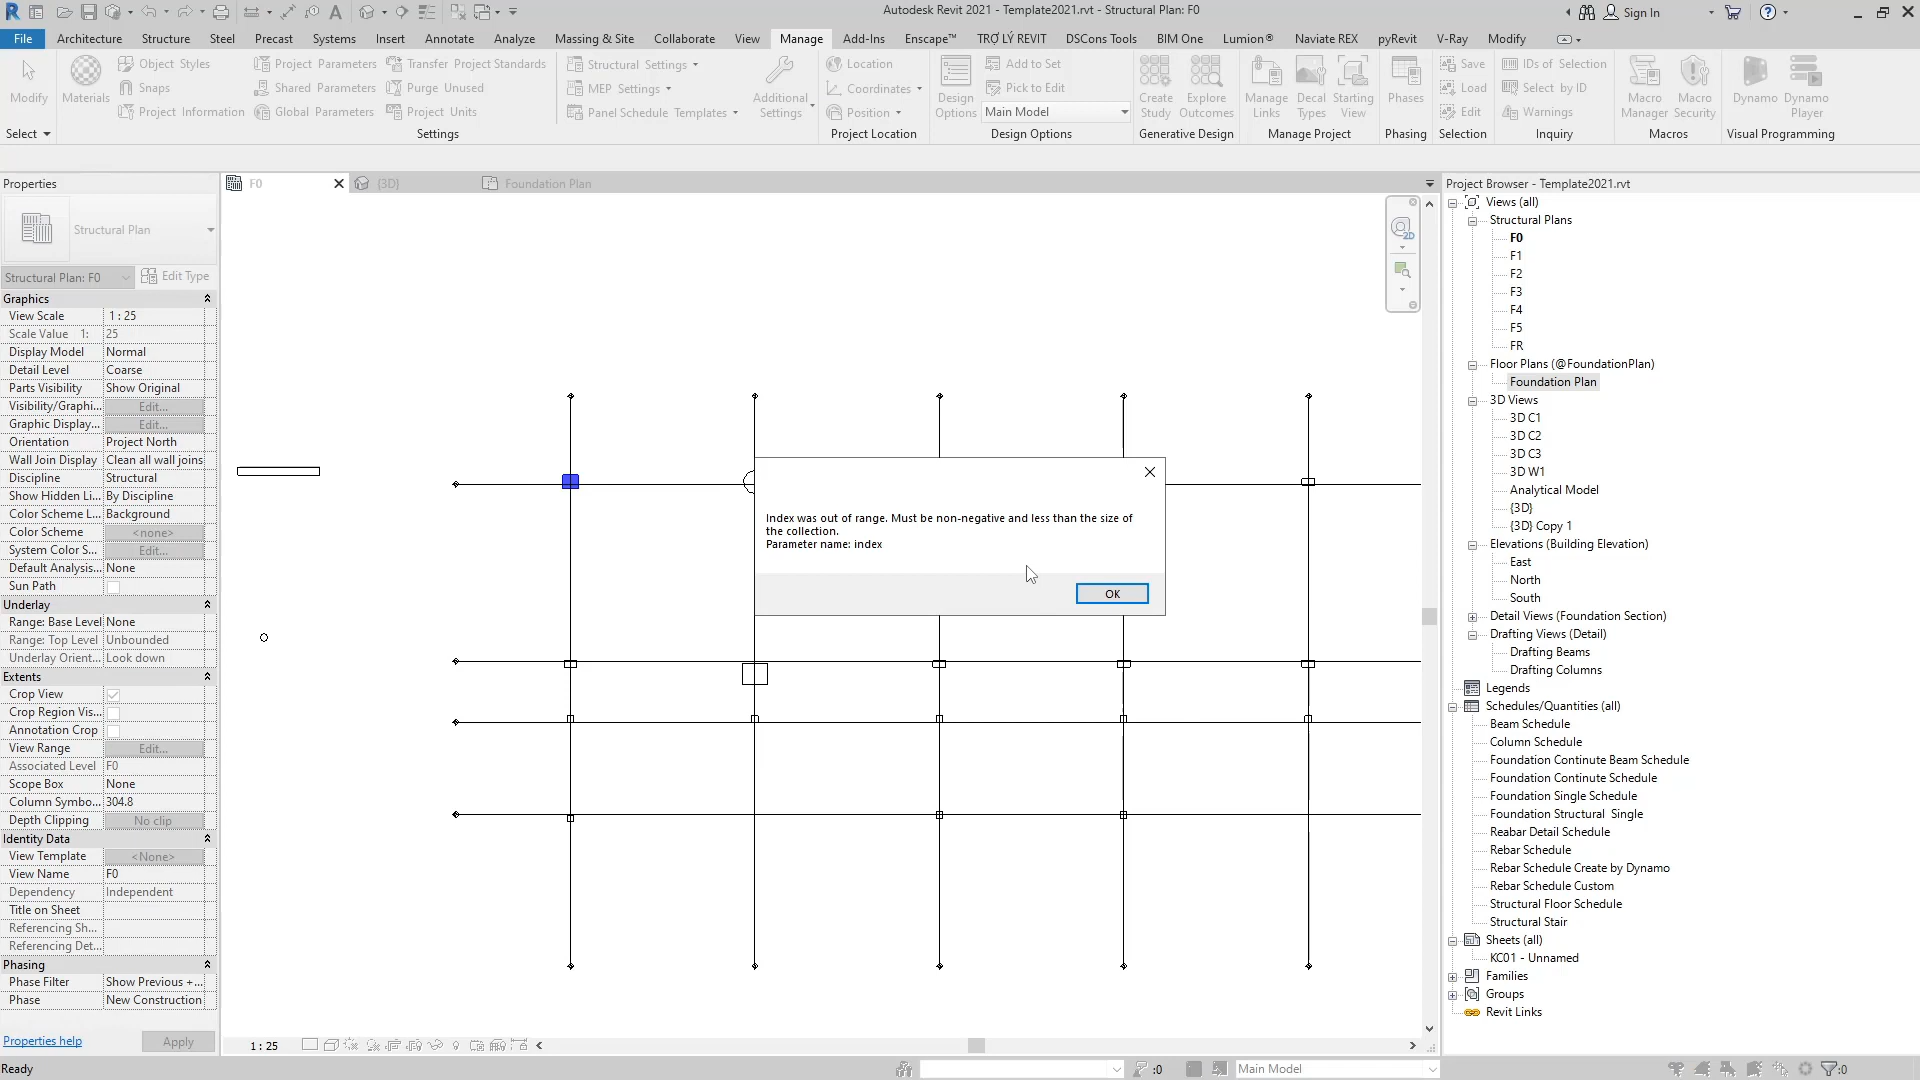 Autodesk Revit 2021 - Template2021.rvt - Structural Plan: F0
Sign In
File Architecture Structure Steel Precast Systems Insert Annotate Analyze Massing & Site Collaborate View Manage Add-Ins Enscape™ TRỢ LÝ REVIT DSCons Tools BIM One Lumion® Naviate REX pyRevit V-Ray Modify
Modify
Select
Materials
Object Styles
Snaps
Project Information
Project Parameters
Shared Parameters
Global Parameters
Transfer Project Standards
Purge Unused
Project Units
Settings
Structural Settings
MEP Settings
Panel Schedule Templates
Additional
Settings
Location
Coordinates
Position
Project Location
Design
Options
Add to Set
Pick to Edit
Main Model
Design Options
Create
Study
Explore
Outcomes
Generative Design
Manage
Links
Decal
Types
Starting
View
Manage Project
Phases
Phasing
Save
Load
Edit
Selection
IDs of Selection
Select by ID
Warnings
Inquiry
Macro
Manager
Macro
Security
Macros
Dynamo
Dynamo
Player
Visual Programming
Properties
Structural Plan
Structural Plan: F0
Edit Type
Graphics
View Scale 1 : 25
Scale Value 1: 25
Display Model Normal
Detail Level Coarse
Parts Visibility Show Original
Visibility/Graphi... Edit...
Graphic Display... Edit...
Orientation Project North
Wall Join Display Clean all wall joins
Discipline Structural
Show Hidden Li... By Discipline
Color Scheme L... Background
Color Scheme <none>
System Color S... Edit...
Default Analysis... None
Sun Path
Underlay
Range: Base Level None
Range: Top Level Unbounded
Underlay Orient... Look down
Extents
Crop View
Crop Region Vis...
Annotation Crop
View Range Edit...
Associated Level F0
Scope Box None
Column Symbo... 304.8
Depth Clipping No clip
Identity Data
View Template <None>
View Name F0
Dependency Independent
Title on Sheet
Referencing Sh...
Referencing Det...
Phasing
Phase Filter Show Previous +...
Phase New Construction
Properties help
Apply
F0
{3D}
Foundation Plan
2D
Index was out of range. Must be non-negative and less than the size of
the collection.
Parameter name: index
OK
1 : 25
Project Browser - Template2021.rvt
Views (all)
Structural Plans
F0
F1
F2
F3
F4
F5
FR
Floor Plans (@FoundationPlan)
Foundation Plan
3D Views
3D C1
3D C2
3D C3
3D W1
Analytical Model
{3D}
{3D} Copy 1
Elevations (Building Elevation)
East
North
South
Detail Views (Foundation Section)
Drafting Views (Detail)
Drafting Beams
Drafting Columns
Legends
Schedules/Quantities (all)
Beam Schedule
Column Schedule
Foundation Continute Beam Schedule
Foundation Continute Schedule
Foundation Single Schedule
Foundation Structural Single
Reabar Detail Schedule
Rebar Schedule
Rebar Schedule Create by Dynamo
Rebar Schedule Custom
Structural Floor Schedule
Structural Stair
Sheets (all)
KC01 - Unnamed
Families
Groups
Revit Links
Ready
:0
Main Model
:0